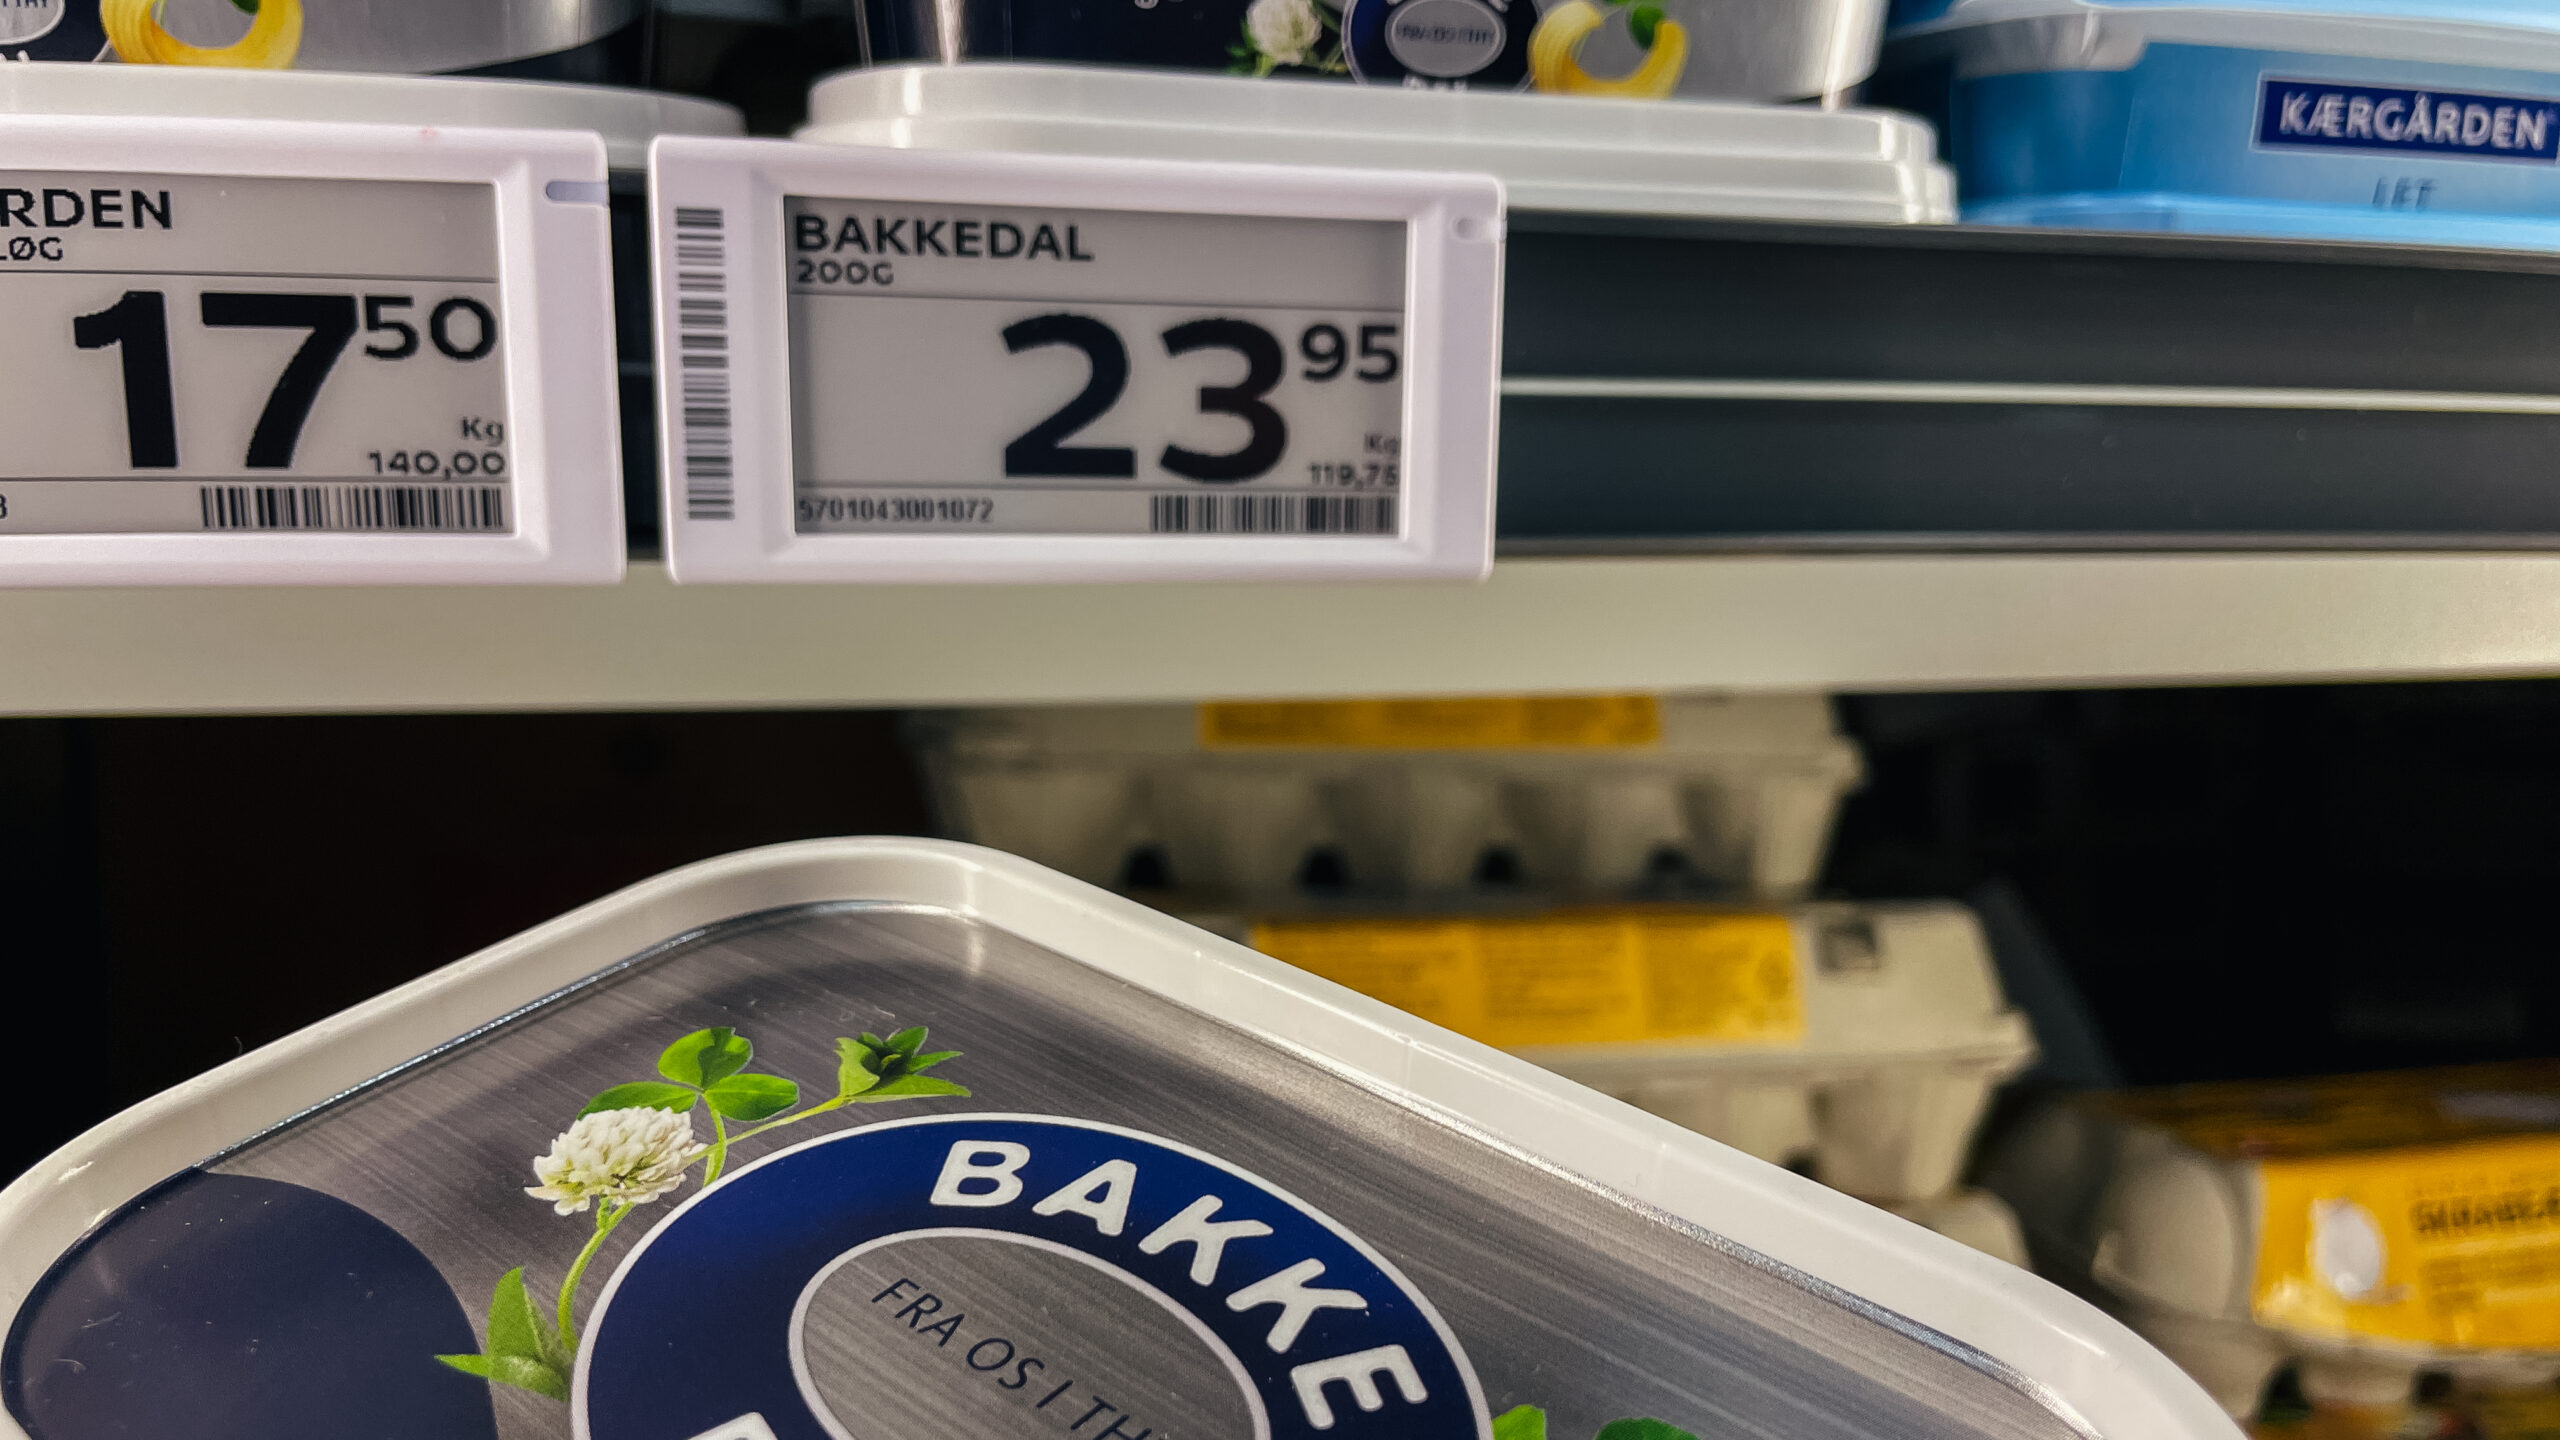 KÆRGÅRDEN
LET
RDEN
LØG
17 50
Kg
140,00
BAKKEDAL
200G
23 95
Kg
119,75
5701043001072
BAKKE
FRA OS I TH